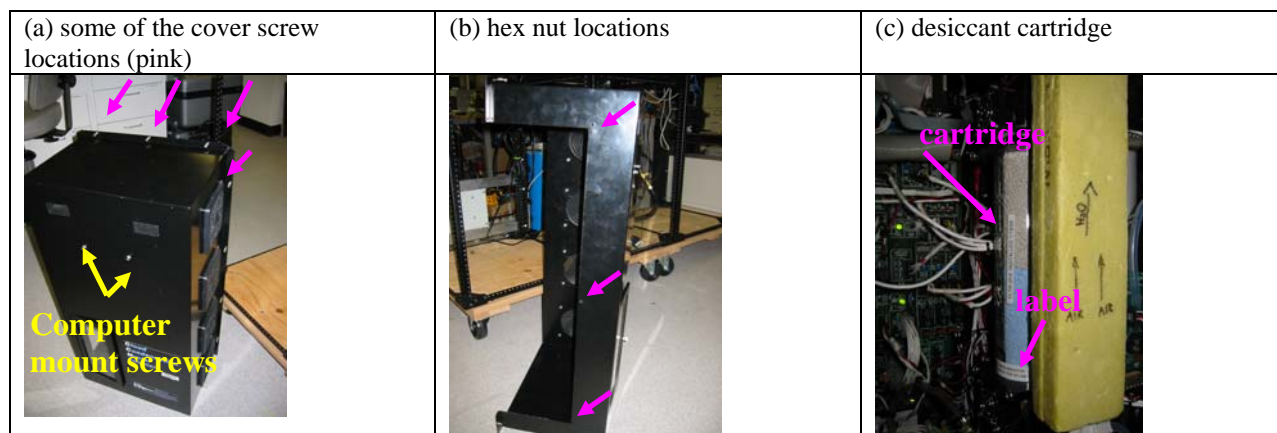 (a) some of the cover screw
locations (pink)
(b) hex nut locations
(c) desiccant cartridge
Computer
mount screws
cartridge
label
H2O
AIR
AIR